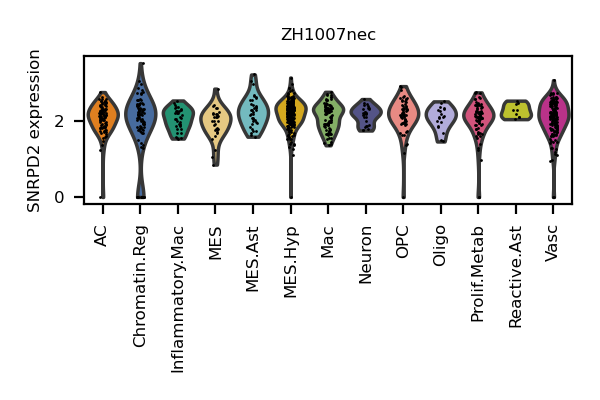 ZH1007nec
SNRPD2 expression
2
0
AC
Chromatin.Reg
Inflammatory.Mac
MES
MES.Ast
MES.Hyp
Mac
Neuron
OPC
Oligo
Prolif.Metab
Reactive.Ast
Vasc